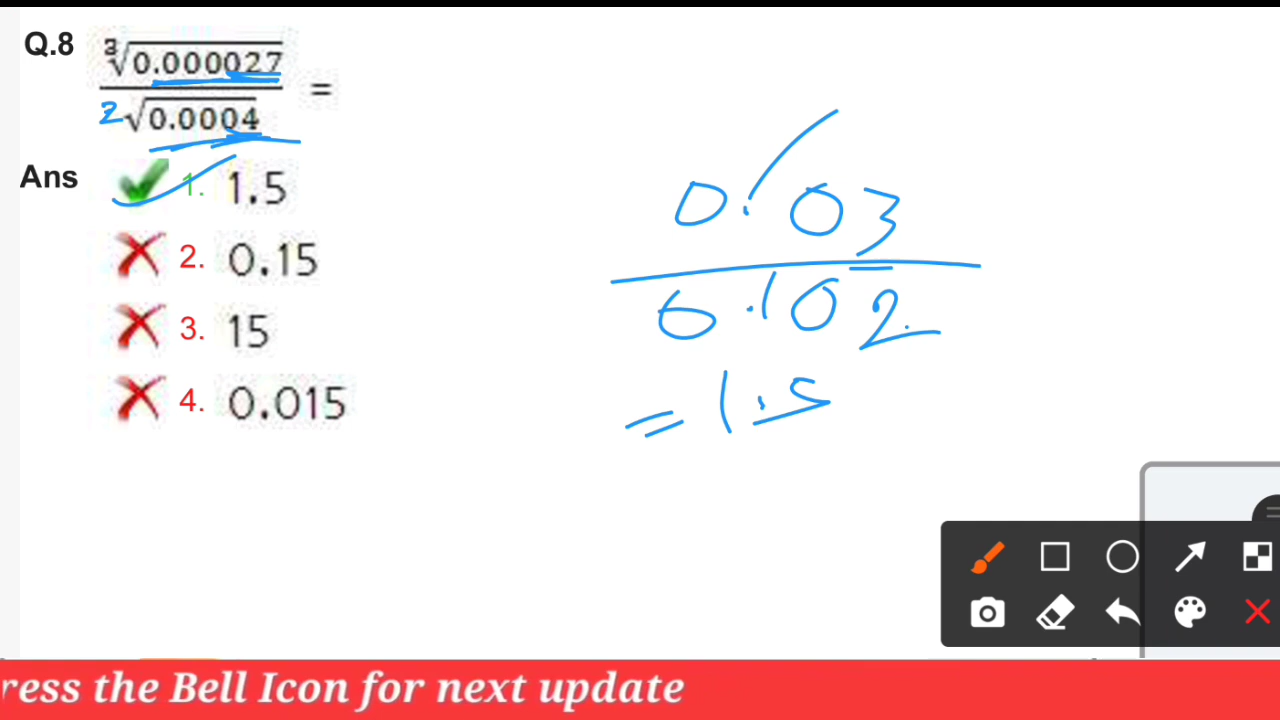 Q.8 ³√0.000027
2 √0.0004 =
Ans 1. 1.5
2. 0.15
3. 15
4. 0.015
0.03
0.02
= 1.5
ress the Bell Icon for next update